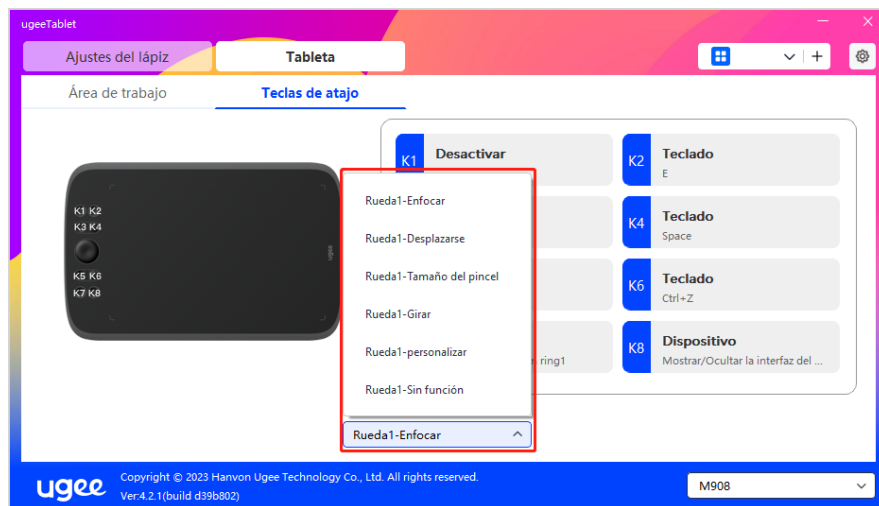 ugeeTablet
Ajustes del lápiz
Tableta
Área de trabajo
Teclas de atajo
K1 K2
K3 K4
K5 K6
K7 K8
ugee
K1
Desactivar
K2
Teclado
E
K4
Teclado
Space
K6
Teclado
Ctrl+Z
ring1
K8
Dispositivo
Mostrar/Ocultar la interfaz del ...
Rueda1-Enfocar
Rueda1-Desplazarse
Rueda1-Tamaño del pincel
Rueda1-Girar
Rueda1-personalizar
Rueda1-Sin función
Rueda1-Enfocar
ugee
Copyright © 2023 Hanvon Ugee Technology Co., Ltd. All rights reserved.
Ver:4.2.1(build d39b802)
M908